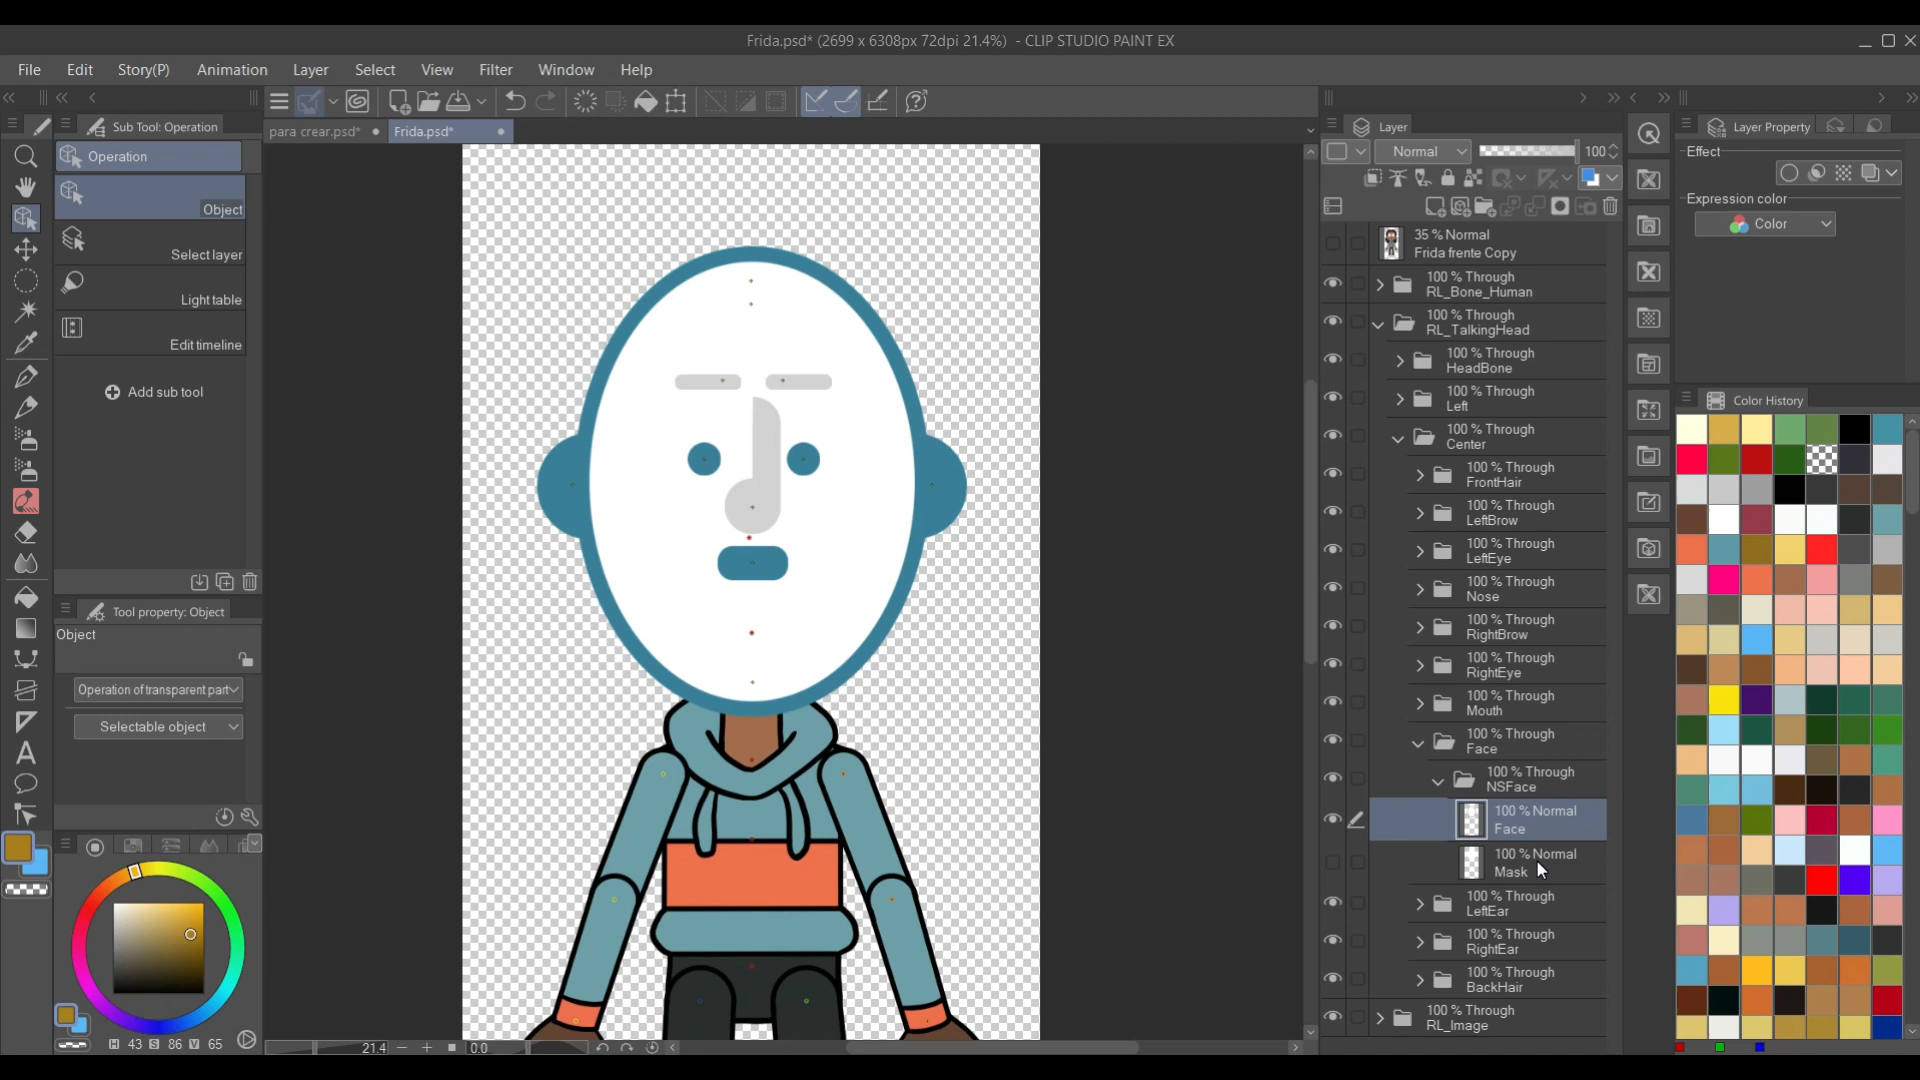 Frida.psd* (2699 x 6308px 72dpi 21.4%) - CLIP STUDIO PAINT EX
File Edit Story(P) Animation Layer Select View Filter Window Help
Sub Tool: Operation
Operation
Object
Select layer
Light table
Edit timeline
Add sub tool
Tool property: Object
Object
Operation of transparent part
Selectable object
H 43 S 86 V 65
para crear.psd*
Frida.psd*
21.4
0.0
Layer
Normal 100
35 % Normal
Frida frente Copy
100 % Through
RL_Bone_Human
100 % Through
RL_TalkingHead
100 % Through
HeadBone
100 % Through
Left
100 % Through
Center
100 % Through
FrontHair
100 % Through
LeftBrow
100 % Through
LeftEye
100 % Through
Nose
100 % Through
RightBrow
100 % Through
RightEye
100 % Through
Mouth
100 % Through
Face
100 % Through
NSFace
100 % Normal
Face
100 % Normal
Mask
100 % Through
LeftEar
100 % Through
RightEar
100 % Through
BackHair
100 % Through
RL_Image
Layer Property
Effect
Expression color
Color
Color History